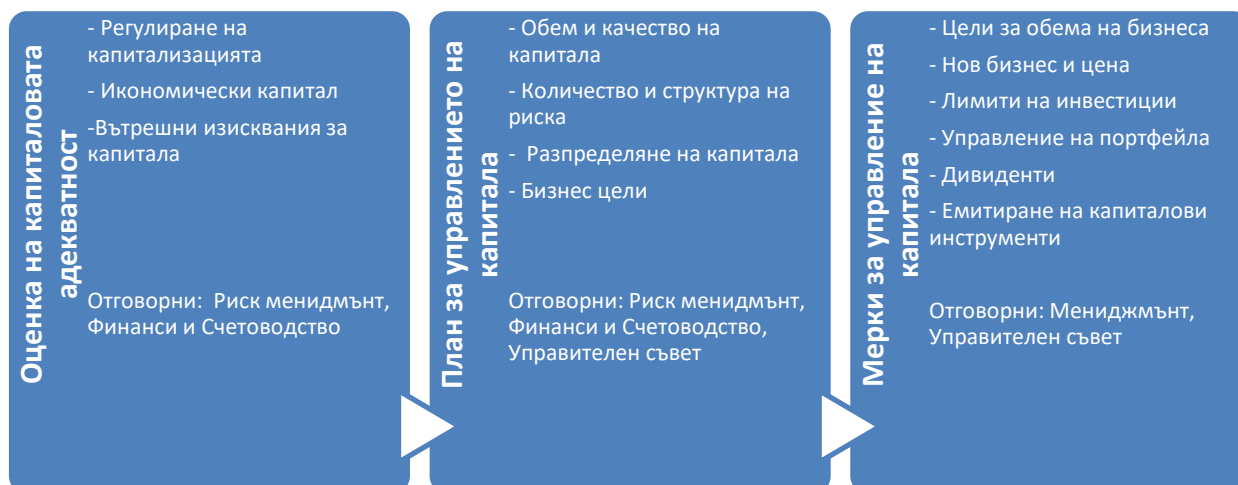 Оценка на капиталовата
адекватност
- Регулиране на
капитализацията
- Икономически капитал
-Вътрешни изисквания за
капитала
Отговорни:  Риск менидмънт,
Финанси и Счетоводство
План за управлението на
капитала
- Обем и качество на
капитала
- Количество и структура на
риска
-  Разпределяне на капитала
- Бизнес цели
Отговорни: Риск менидмънт,
Финанси и Счетоводство,
Управителен съвет
Мерки за управление на
капитала
- Цели за обема на бизнеса
- Нов бизнес и цена
- Лимити на инвестиции
- Управление на портфейла
- Дивиденти
- Емитиране на капиталови
инструменти
Отговорни: Мениджмънт,
Управителен съвет